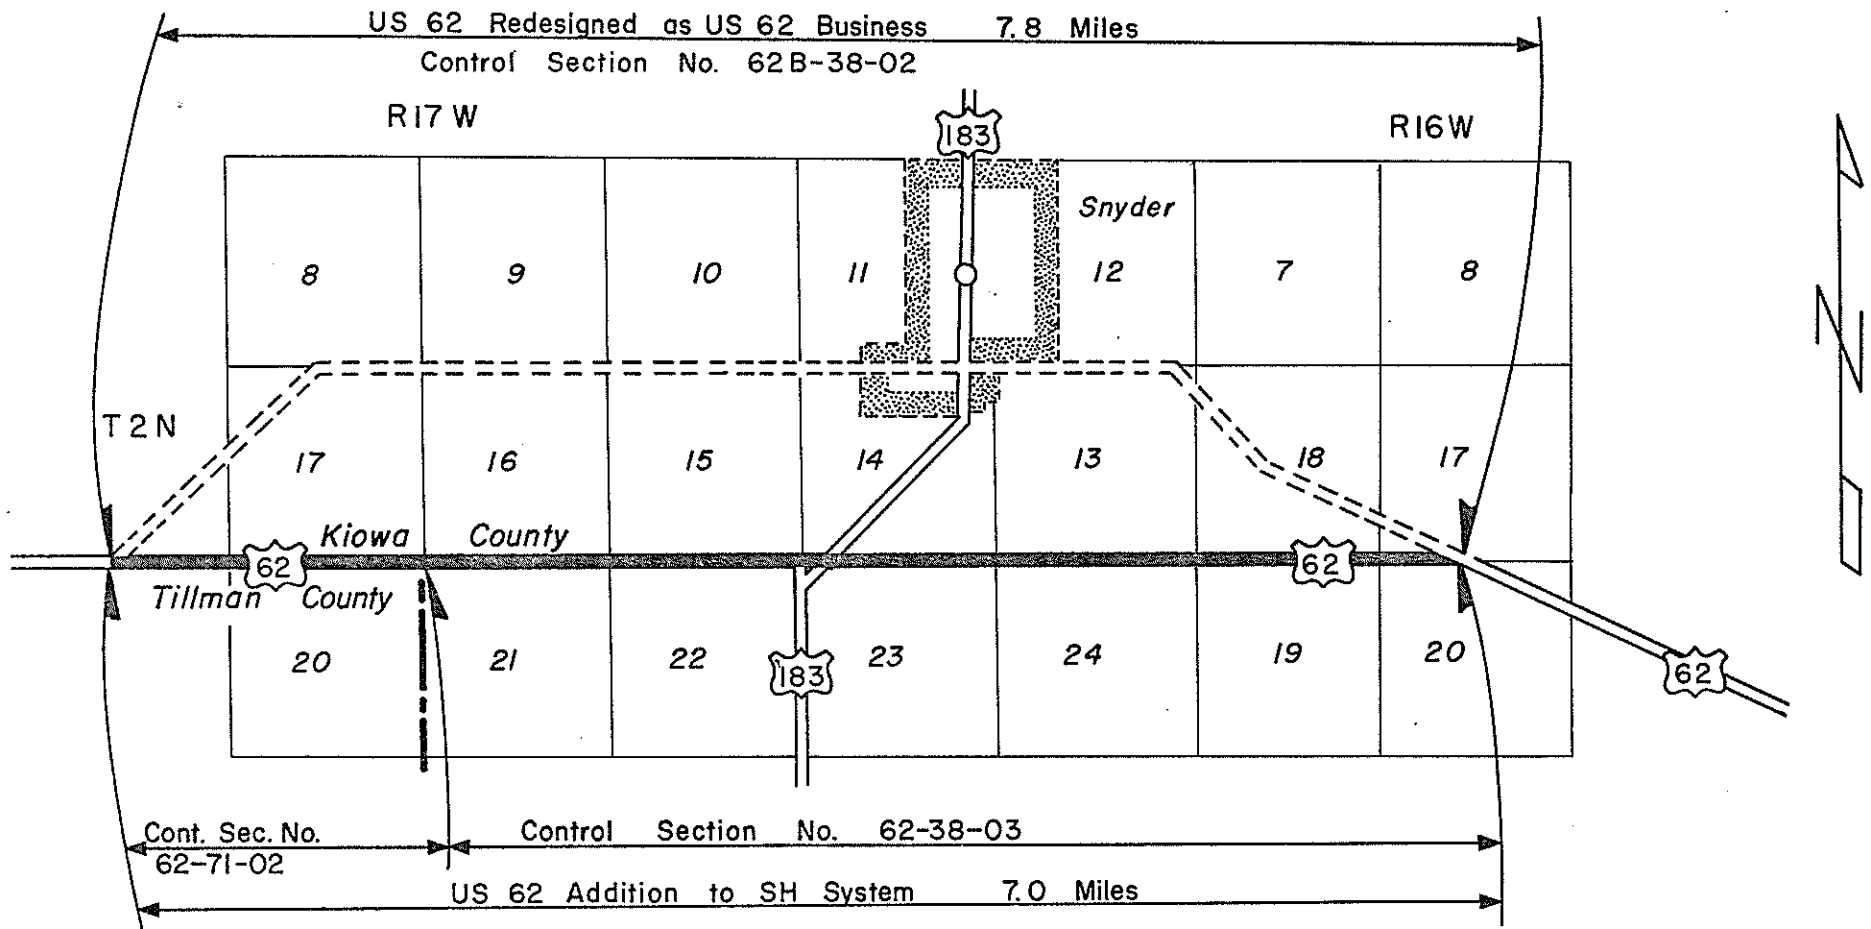 US 62 Redesigned as US 62 Business 7.8 Miles
Control Section No. 62B-38-02
R17W
183
R16W
Snyder
8
9
10
11
12
7
8
T2N
17
16
15
14
13
18
17
Kiowa County
62
62
Tillman County
20
21
22
183
23
24
19
20
62
Cont. Sec. No.
62-71-02
Control Section No. 62-38-03
US 62 Addition to SH System 7.0 Miles
N